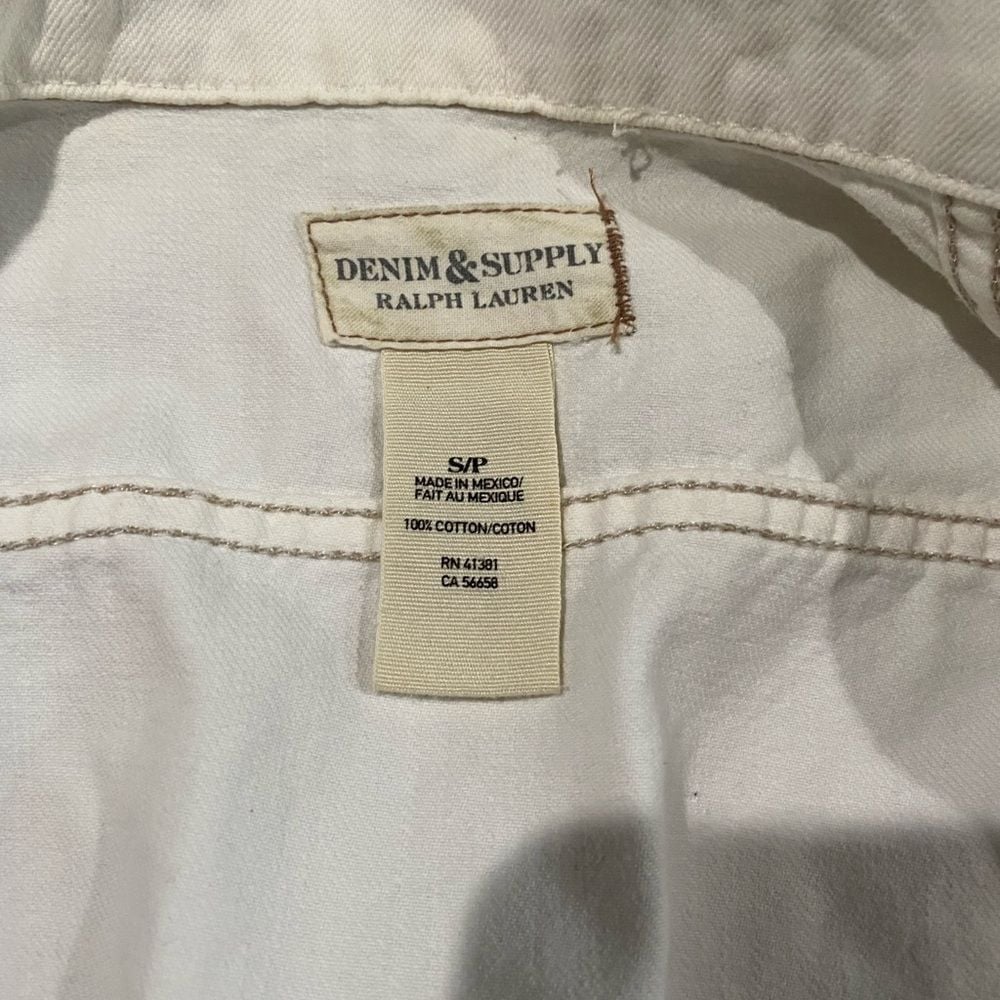 DENIM & SUPPLY
RALPH LAUREN
S/P
MADE IN MEXICO/
FAIT AU MEXIQUE
100% COTTON/COTON
RN 41381
CA 56658